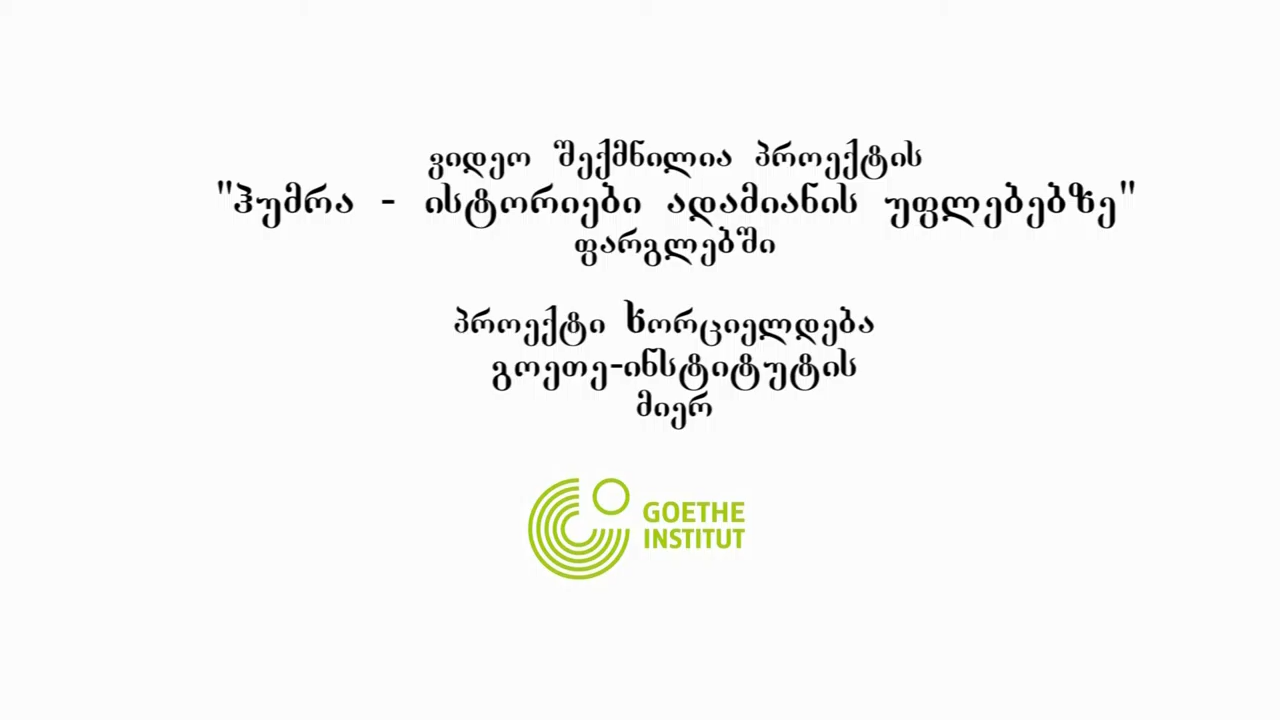 ვიდეო შექმნილია პროექტის
"ჰუმრა - ისტორიები ადამიანის უფლებებზე"
ფარგლებში
პროექტი ხორციელდება
გოეთე-ინსტიტუტის
მიერ
GOETHE
INSTITUT